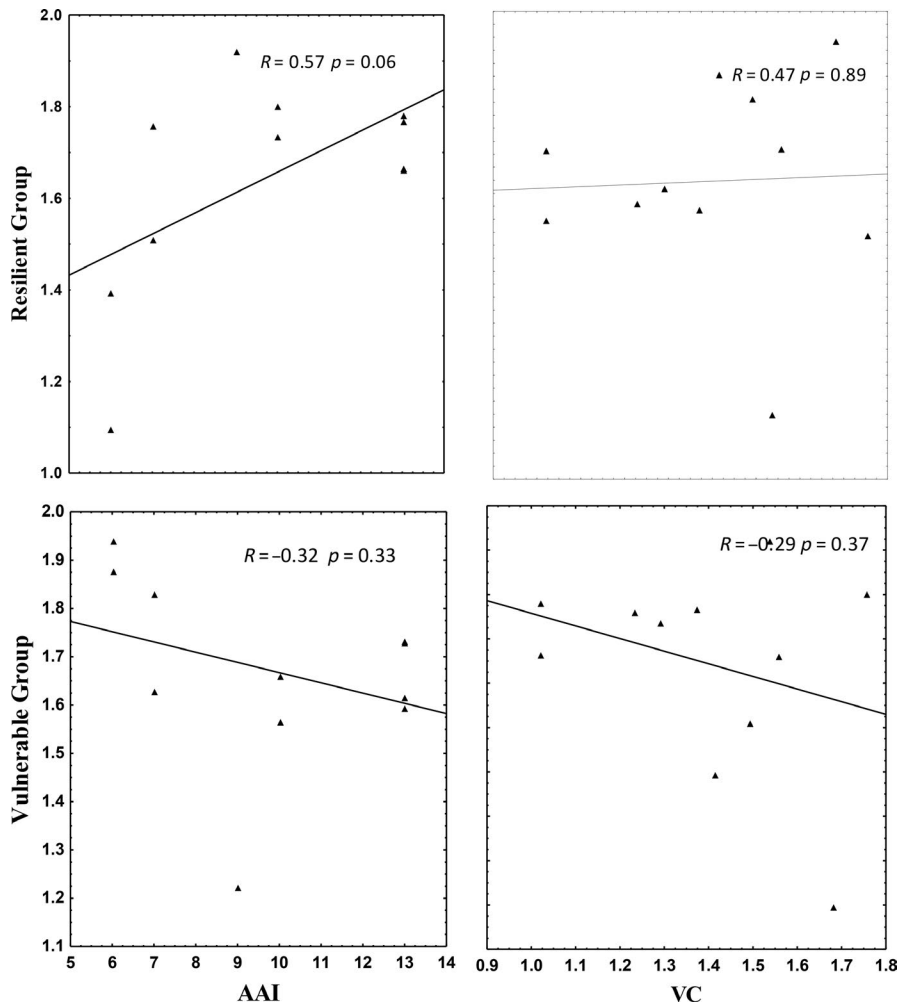 2.0
R = 0.57 p = 0.06
R = 0.47 p = 0.89
1.8
1.6
1.4
1.2
1.1
1.0
Resilient Group
2.0
1.9
1.8
1.7
1.6
1.5
1.4
1.3
1.2
1.1
R = –0.32 p = 0.33
R = –0.29 p = 0.37
Vulnerable Group
5 6 7 8 9 10 11 12 13 14
0.9 1.0 1.1 1.2 1.3 1.4 1.5 1.6 1.7 1.8
AAI
VC